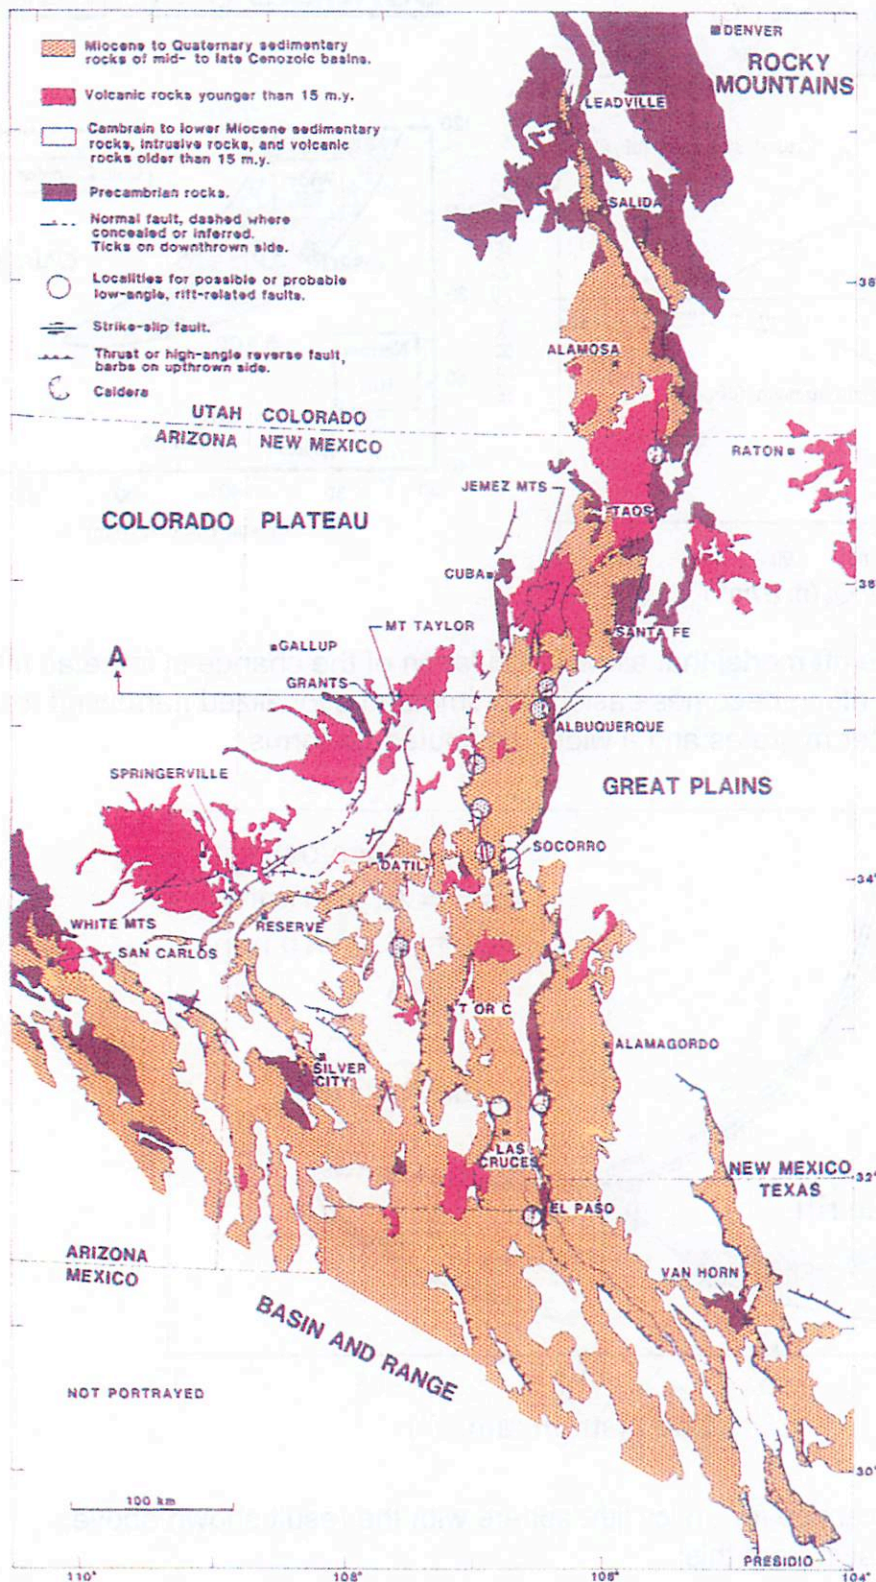 DENVER
ROCKY
MOUNTAINS
Miocene to Quaternary sedimentary
rocks of mid- to late Cenozoic basins.
Volcanic rocks younger than 15 m.y.
Cambrain to lower Miocene sedimentary
rocks, intrusive rocks, and volcanic
rocks older than 15 m.y.
Precambrian rocks.
Normal fault, dashed where
concealed or inferred.
Ticks on downthrown side.
Localities for possible or probable
low-angle, rift-related faults.
Strike-slip fault.
Thrust or high-angle reverse fault,
barbs on upthrown side.
Caldera
LEADVILLE
SALIDA
38°
ALAMOSA
UTAH COLORADO
ARIZONA NEW MEXICO
RATON
JEMEZ MTS
TAOS
COLORADO PLATEAU
CUBA
36°
MT TAYLOR
SANTA FE
GALLUP
A
GRANTS
ALBUQUERQUE
SPRINGERVILLE
GREAT PLAINS
SOCORRO
DATIL
34°
WHITE MTS
RESERVE
SAN CARLOS
T OR C
ALAMAGORDO
SILVER
CITY
LAS
CRUCES
NEW MEXICO
32°
TEXAS
EL PASO
ARIZONA
MEXICO
VAN HORN
BASIN AND RANGE
NOT PORTRAYED
30°
100 km
PRESIDIO
110°
108°
106°
104°